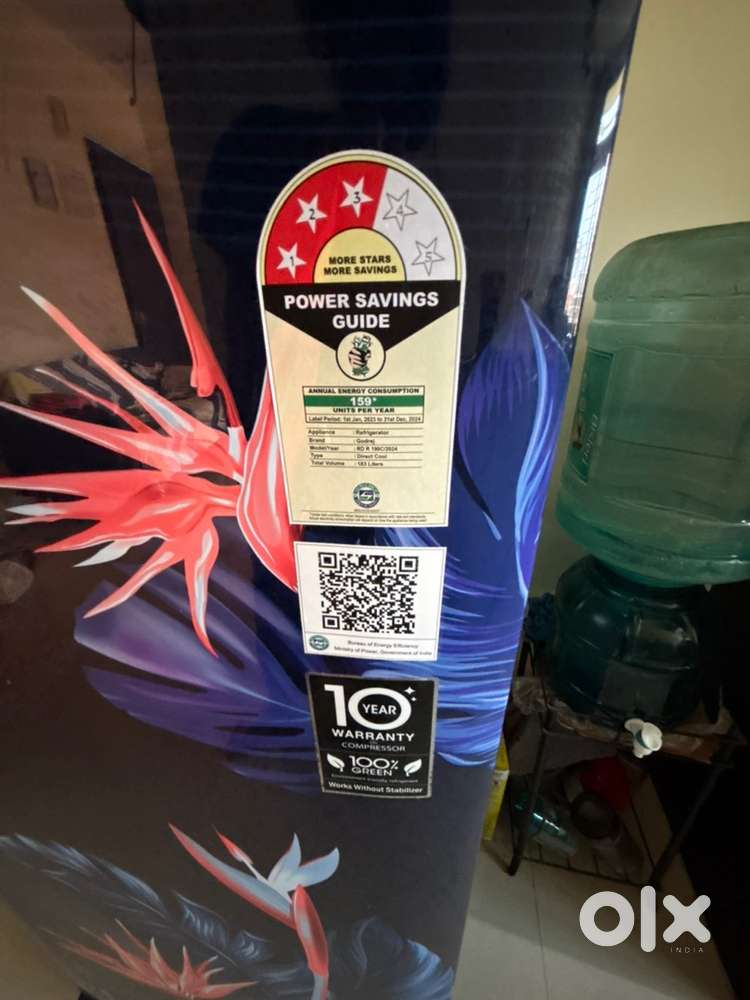 1
2
3
4
5
MORE STARS
MORE SAVINGS
POWER SAVINGS
GUIDE
ANNUAL ENERGY CONSUMPTION
159*
UNITS PER YEAR
Label Period: 1st Jan, 2023 to 31st Dec, 2024
Appliance : Refrigerator
Brand : Godrej
Model/Year : RD R 190C/2024
Type : Direct Cool
Total Volume : 183 Liters
Bureau of Energy Efficiency
Ministry of Power, Government of India
10 YEAR
WARRANTY
ON
COMPRESSOR
100%
GREEN
Environment friendly refrigerant
Works Without Stabilizer
olx
INDIA